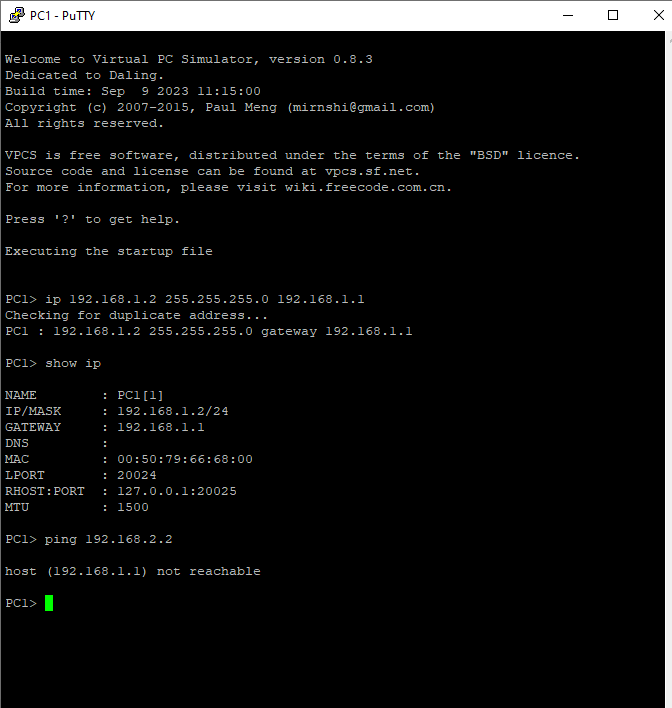 PC1 - PuTTY
Welcome to Virtual PC Simulator, version 0.8.3
Dedicated to Daling.
Build time: Sep  9 2023 11:15:00
Copyright (c) 2007-2015, Paul Meng (mirnshi@gmail.com)
All rights reserved.
VPCS is free software, distributed under the terms of the "BSD" licence.
Source code and license can be found at vpcs.sf.net.
For more information, please visit wiki.freecode.com.cn.
Press '?' to get help.
Executing the startup file
PC1> ip 192.168.1.2 255.255.255.0 192.168.1.1
Checking for duplicate address...
PC1 : 192.168.1.2 255.255.255.0 gateway 192.168.1.1
PC1> show ip
NAME        : PC1[1]
IP/MASK     : 192.168.1.2/24
GATEWAY     : 192.168.1.1
DNS         :
MAC         : 00:50:79:66:68:00
LPORT       : 20024
RHOST:PORT  : 127.0.0.1:20025
MTU         : 1500
PC1> ping 192.168.2.2
host (192.168.1.1) not reachable
PC1>